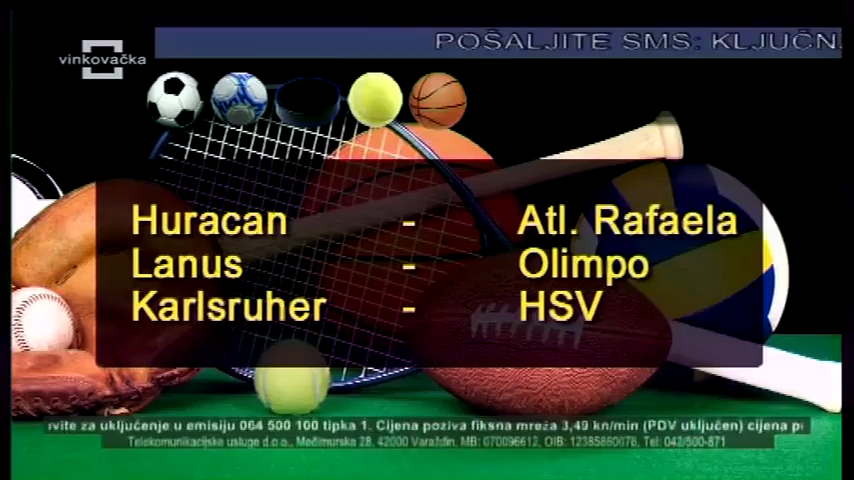 POŠALJITE SMS: KLJUČN
vinkovačka
Huracan - Atl. Rafaela
Lanus - Olimpo
Karlsruher - HSV
zovite za uključenje u emisiju 064 500 100 tipka 1. Cijena poziva fiksna mreža 3,49 kn/min (PDV uključen) cijena p
Telekomunikacijske usluge d.o.o., Međimurska 28, 42000 Varaždin, MB: 070096612, OIB: 12385860076, Tel: 042/500-871